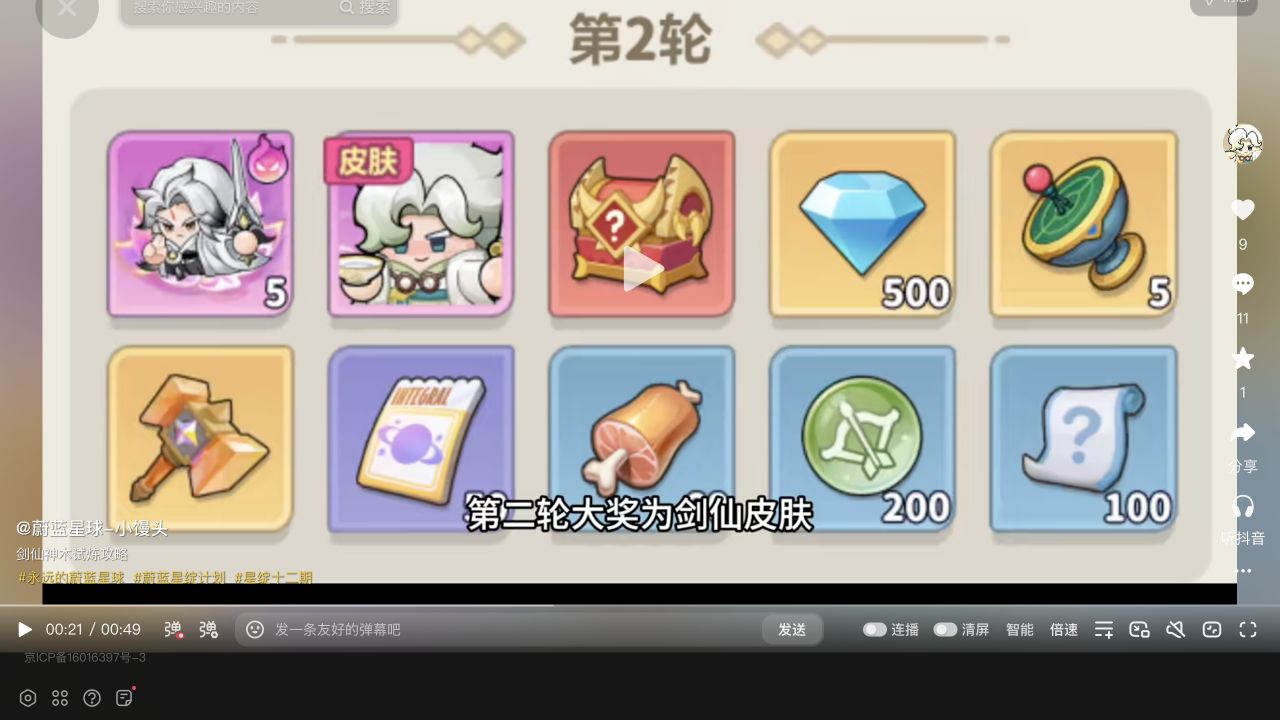 搜索你感兴趣的内容
搜索
第2轮
皮肤
5
500
5
INTEGRAL
200
100
第二轮大奖为剑仙皮肤
9
11
1
分享
听抖音
@蔚蓝星球-小馒头
剑仙神木试炼攻略
#永远的蔚蓝星球 #蔚蓝星绽计划 #星绽十二期
00:21 / 00:49
弹
弹
发一条友好的弹幕吧
发送
连播
清屏
智能
倍速
京ICP备16016397号-3